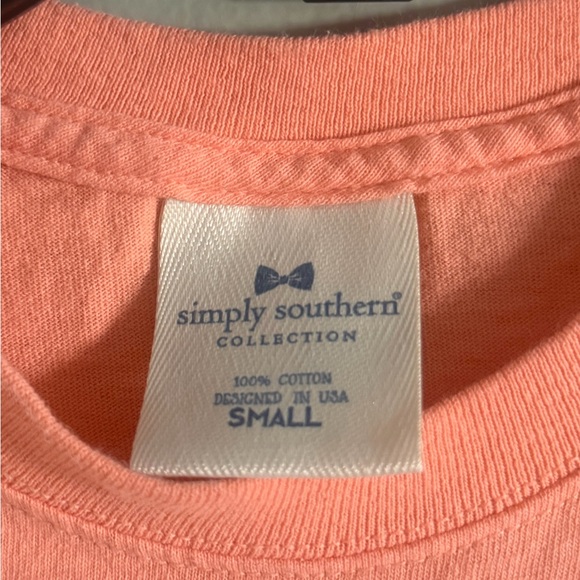 simply southern®
COLLECTION
100% COTTON
DESIGNED IN USA
SMALL